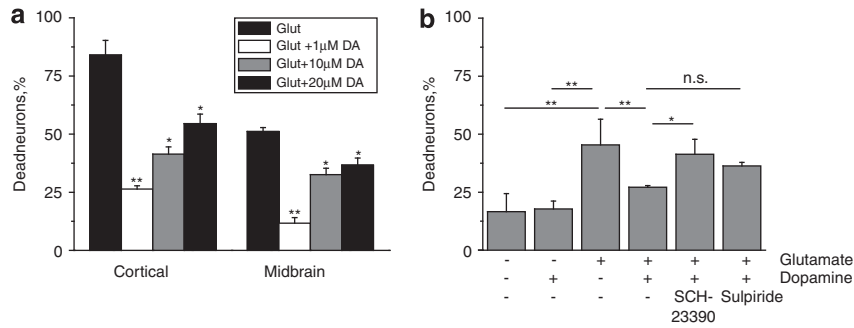 a
100
75
50
25
0
Deadneurons,%
Glut
Glut +1μM DA
Glut+10μM DA
Glut+20μM DA
**
*
*
**
*
*
Cortical
Midbrain
b
100
75
50
25
0
Deadneurons,%
**
**
**
n.s.
*
- - + + + + Glutamate
- + - + + + Dopamine
- - - - SCH-23390 Sulpiride